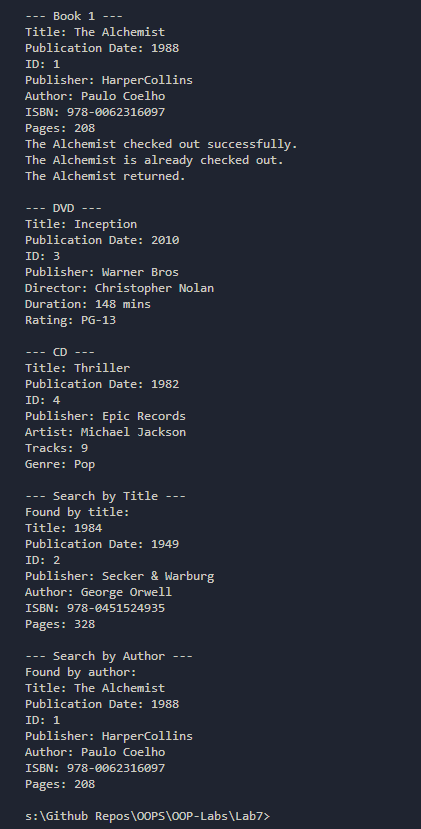 --- Book 1 ---
Title: The Alchemist
Publication Date: 1988
ID: 1
Publisher: HarperCollins
Author: Paulo Coelho
ISBN: 978-0062316097
Pages: 208
The Alchemist checked out successfully.
The Alchemist is already checked out.
The Alchemist returned.

--- DVD ---
Title: Inception
Publication Date: 2010
ID: 3
Publisher: Warner Bros
Director: Christopher Nolan
Duration: 148 mins
Rating: PG-13

--- CD ---
Title: Thriller
Publication Date: 1982
ID: 4
Publisher: Epic Records
Artist: Michael Jackson
Tracks: 9
Genre: Pop

--- Search by Title ---
Found by title:
Title: 1984
Publication Date: 1949
ID: 2
Publisher: Secker & Warburg
Author: George Orwell
ISBN: 978-0451524935
Pages: 328

--- Search by Author ---
Found by author:
Title: The Alchemist
Publication Date: 1988
ID: 1
Publisher: HarperCollins
Author: Paulo Coelho
ISBN: 978-0062316097
Pages: 208

s:\Github Repos\OOPS\OOP-Labs\Lab7>